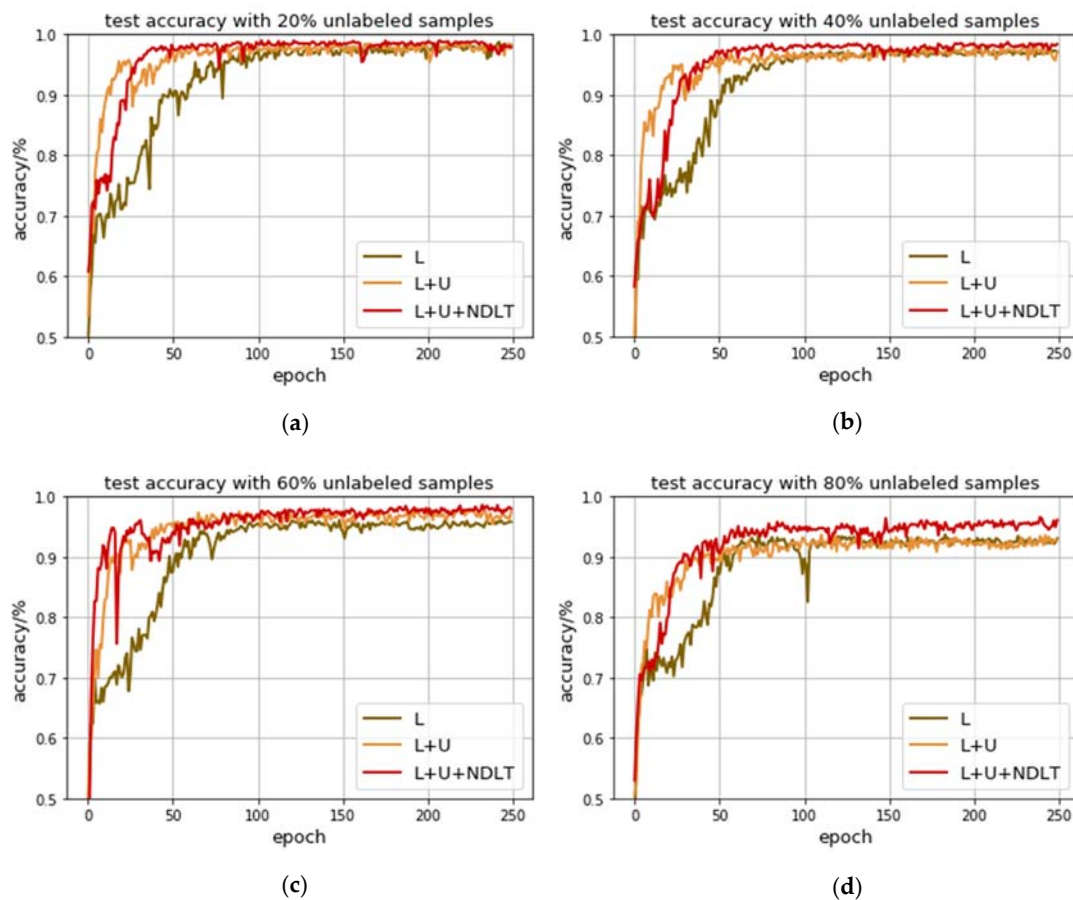 test accuracy with 20% unlabeled samples
1.0
0.9
0.8
0.7
0.6
0.5
accuracy/%
L
L+U
L+U+NDLT
0 50 100 150 200 250
epoch
(a)
test accuracy with 40% unlabeled samples
1.0
0.9
0.8
0.7
0.6
0.5
accuracy/%
L
L+U
L+U+NDLT
0 50 100 150 200 250
epoch
(b)
test accuracy with 60% unlabeled samples
1.0
0.9
0.8
0.7
0.6
0.5
accuracy/%
L
L+U
L+U+NDLT
0 50 100 150 200 250
epoch
(c)
test accuracy with 80% unlabeled samples
1.0
0.9
0.8
0.7
0.6
0.5
accuracy/%
L
L+U
L+U+NDLT
0 50 100 150 200 250
epoch
(d)